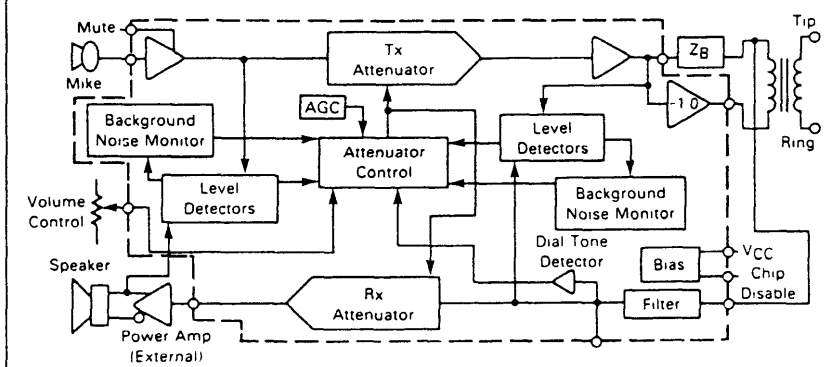 Mute
Mike
Tx
Attenuator
ZB
Tip
Ring
-1 0
AGC
Background
Noise Monitor
Attenuator
Control
Level
Detectors
Level
Detectors
Background
Noise Monitor
Volume
Control
Dial Tone
Detector
Bias
VCC
Chip
Disable
Speaker
Rx
Attenuator
Filter
Power Amp
(External)